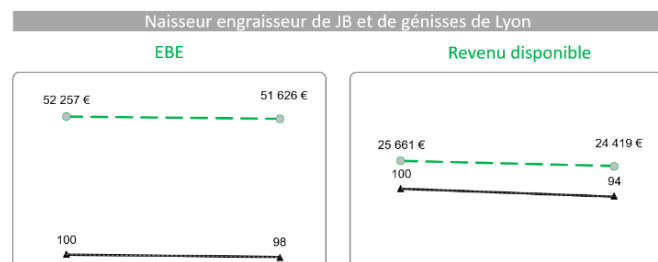 Naisseur engraisseur de JB et de génisses de Lyon
EBE
Revenu disponible
52 257 €
51 626 €
100
98
25 661 €
24 419 €
100
94